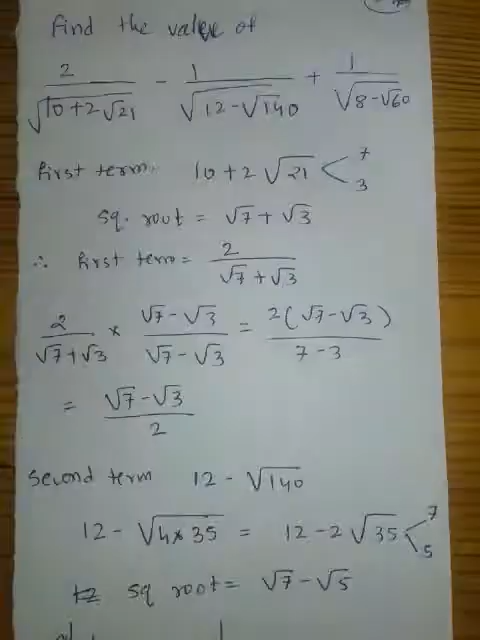 Find the value of
2/√(10+2√21) - 1/√(12-√140) + 1/√(8-√60)
First term: 10+2√21 < 7 3
sq. root = √7+√3
∴ first term = 2/(√7+√3)
2/(√7+√3) × (√7-√3)/(√7-√3) = 2(√7-√3)/(7-3)
= (√7-√3)/2
Second term 12 - √140
12 - √(4×35) = 12-2√35 < 7 5
sq root = √7-√5